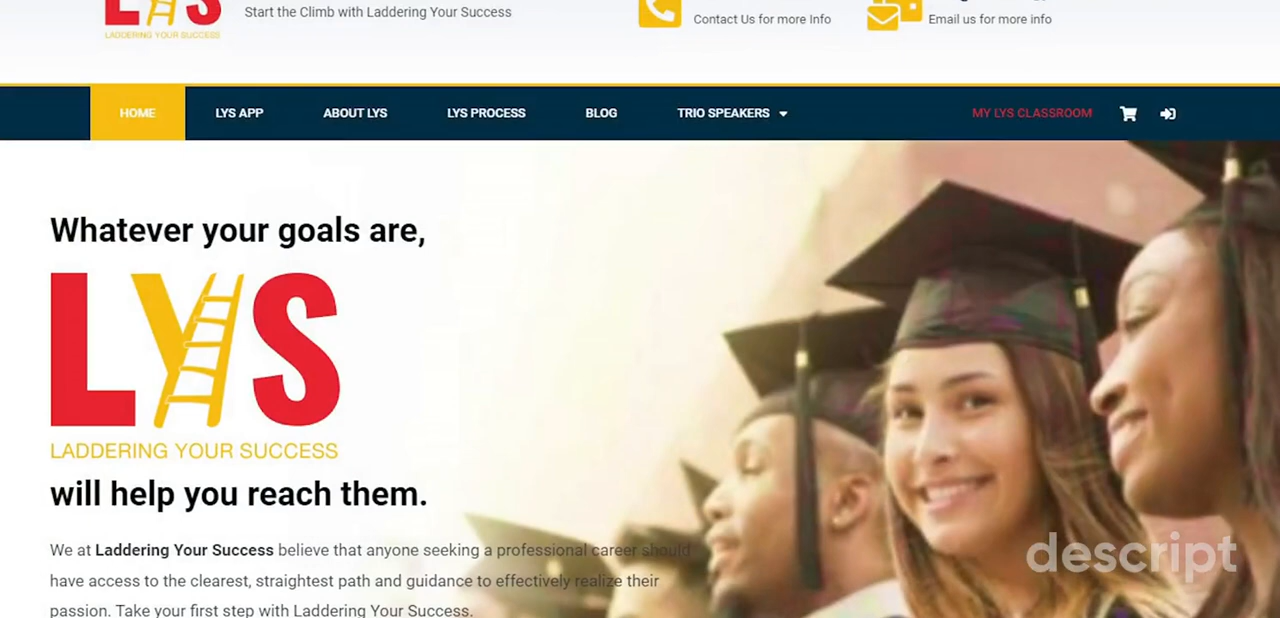 LYS
LADDERING YOUR SUCCESS
Start the Climb with Laddering Your Success
Contact Us for more Info
Email us for more info
HOME
LYS APP
ABOUT LYS
LYS PROCESS
BLOG
TRIO SPEAKERS
MY LYS CLASSROOM
Whatever your goals are,
LYS
LADDERING YOUR SUCCESS
will help you reach them.
We at Laddering Your Success believe that anyone seeking a professional career should
have access to the clearest, straightest path and guidance to effectively realize their
passion. Take your first step with Laddering Your Success.
descript